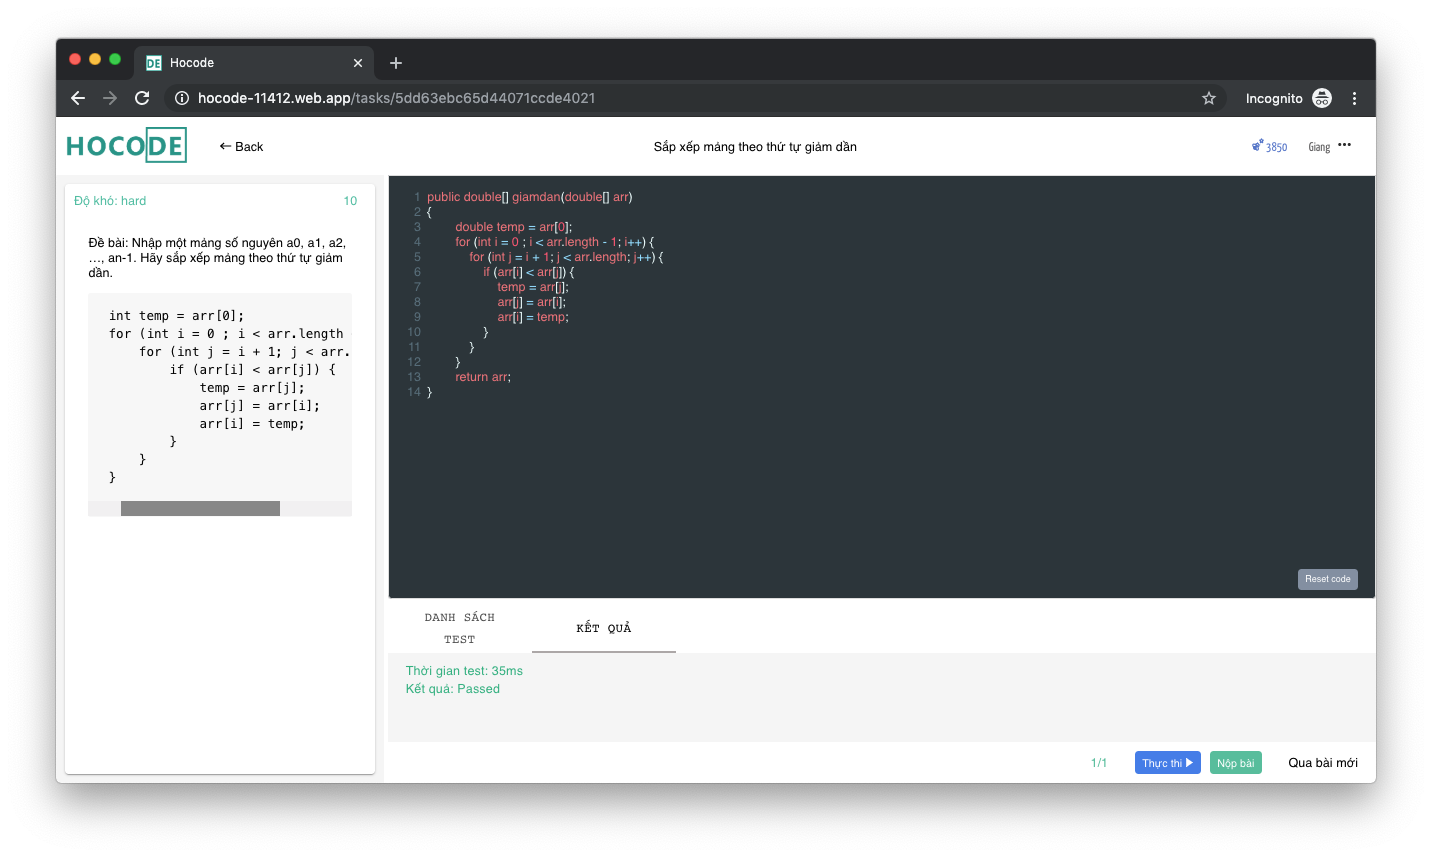 DE Hocode
hocode-11412.web.app/tasks/5dd63ebc65d44071ccde4021
Incognito
HOCODE
Back
Sắp xếp mảng theo thứ tự giảm dần
3850
Giang
Độ khó: hard
10
Đề bài: Nhập một mảng số nguyên a0, a1, a2,
..., an-1. Hãy sắp xếp mảng theo thứ tự giảm
dần.
int temp = arr[0];
for (int i = 0 ; i < arr.length
for (int j = i + 1; j < arr.
if (arr[i] < arr[j]) {
temp = arr[j];
arr[j] = arr[i];
arr[i] = temp;
}
}
}
1 public double[] giamdan(double[] arr)
2 {
3 double temp = arr[0];
4 for (int i = 0 ; i < arr.length - 1; i++) {
5 for (int j = i + 1; j < arr.length; j++) {
6 if (arr[i] < arr[j]) {
7 temp = arr[j];
8 arr[j] = arr[i];
9 arr[i] = temp;
10 }
11 }
12 }
13 return arr;
14 }
Reset code
DANH SÁCH
TEST
KẾT QUẢ
Thời gian test: 35ms
Kết quả: Passed
1/1
Thực thi
Nộp bài
Qua bài mới